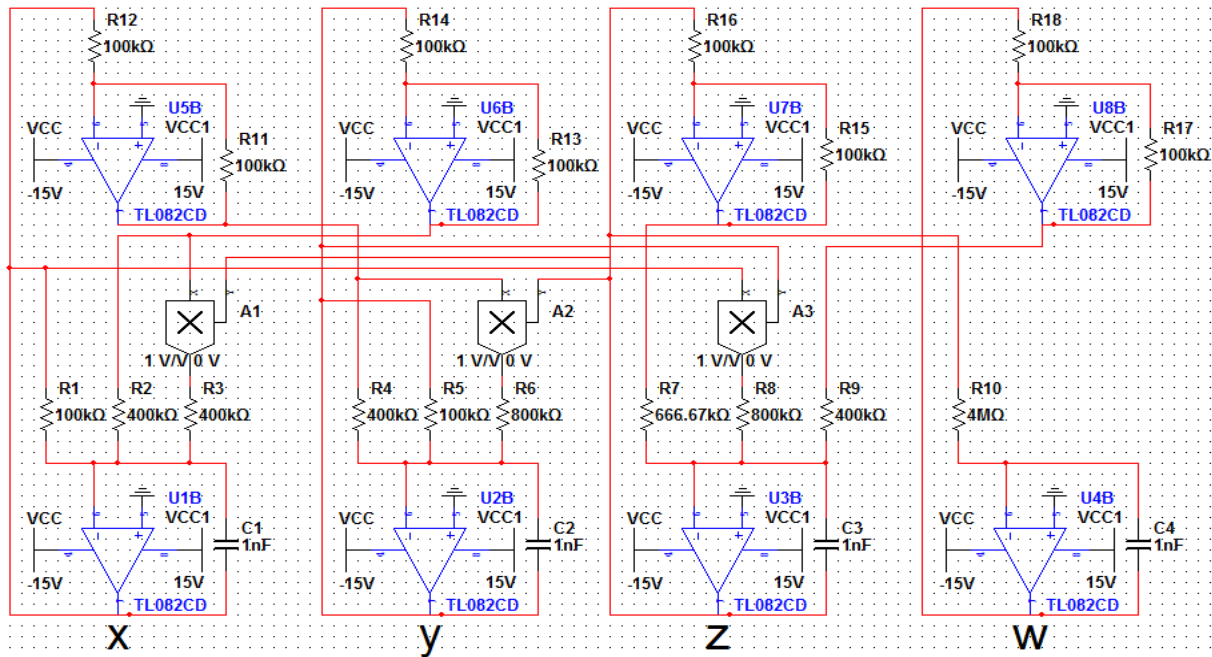 R12
100kΩ
R14
100kΩ
R16
100kΩ
R18
100kΩ
U5B
VCC
VCC1
R11
100kΩ
-15V
15V
TL082CD
U6B
VCC
VCC1
R13
100kΩ
-15V
15V
TL082CD
U7B
VCC
VCC1
R15
100kΩ
-15V
15V
TL082CD
U8B
VCC
VCC1
R17
100kΩ
-15V
15V
TL082CD
X
Y
A1
1 V/V 0 V
X
Y
A2
1 V/V 0 V
X
Y
A3
1 V/V 0 V
R1
100kΩ
R2
400kΩ
R3
400kΩ
R4
400kΩ
R5
100kΩ
R6
800kΩ
R7
666.67kΩ
R8
800kΩ
R9
400kΩ
R10
4MΩ
U1B
VCC
VCC1
C1
1nF
-15V
15V
TL082CD
U2B
VCC
VCC1
C2
1nF
-15V
15V
TL082CD
U3B
VCC
VCC1
C3
1nF
-15V
15V
TL082CD
U4B
VCC
VCC1
C4
1nF
-15V
15V
TL082CD
x
y
z
w